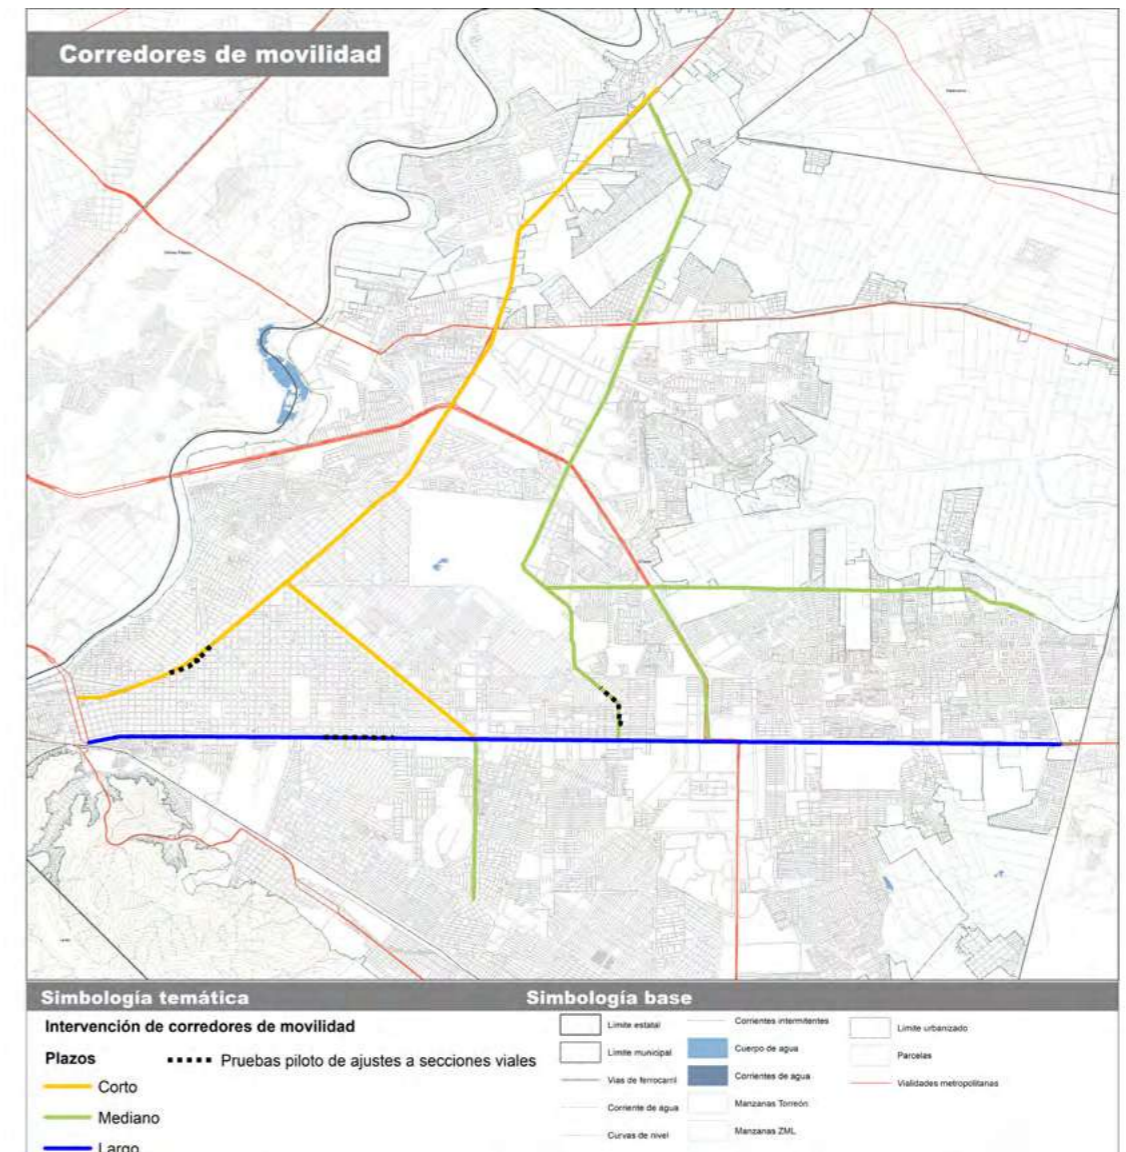 Corredores de movilidad
Simbología temática
Simbología base
Intervención de corredores de movilidad
Plazos
Pruebas piloto de ajustes a secciones viales
Corto
Mediano
Largo
Límite estatal
Límite municipal
Vías de ferrocarril
Corriente de agua
Curvas de nivel
Corrientes intermitentes
Cuerpo de agua
Corrientes de agua
Manzanas Torreón
Manzanas ZML
Límite urbanizado
Parcelas
Vialidades metropolitanas